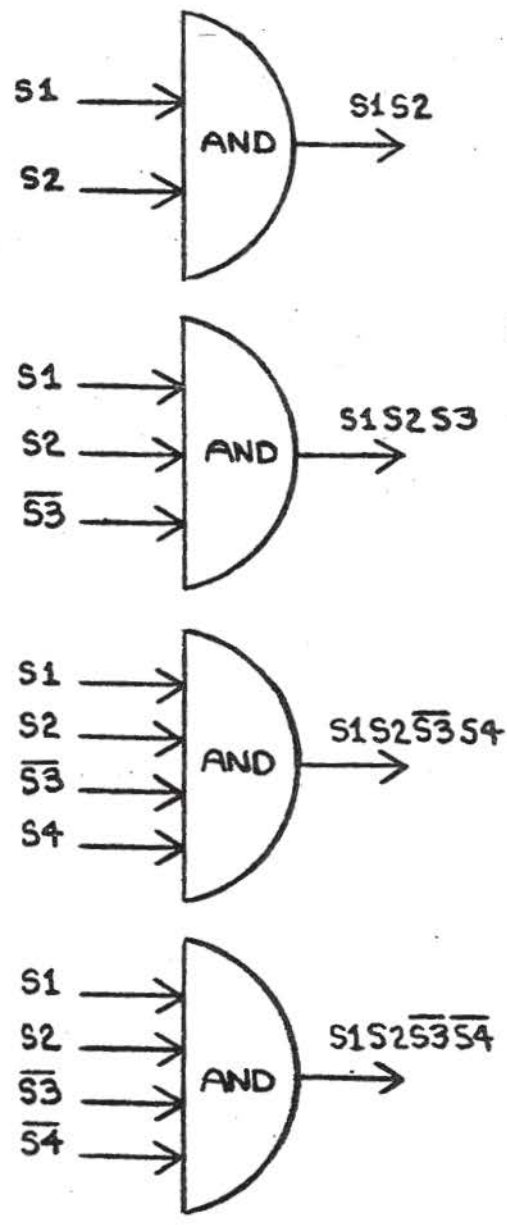 S1
S2
AND
S1S2
S1
S2
S̅3̅
AND
S1S2S3
S1
S2
S̅3̅
S4
AND
S1S2S̅3̅S4
S1
S2
S̅3̅
S̅4̅
AND
S1S2S̅3̅S̅4̅